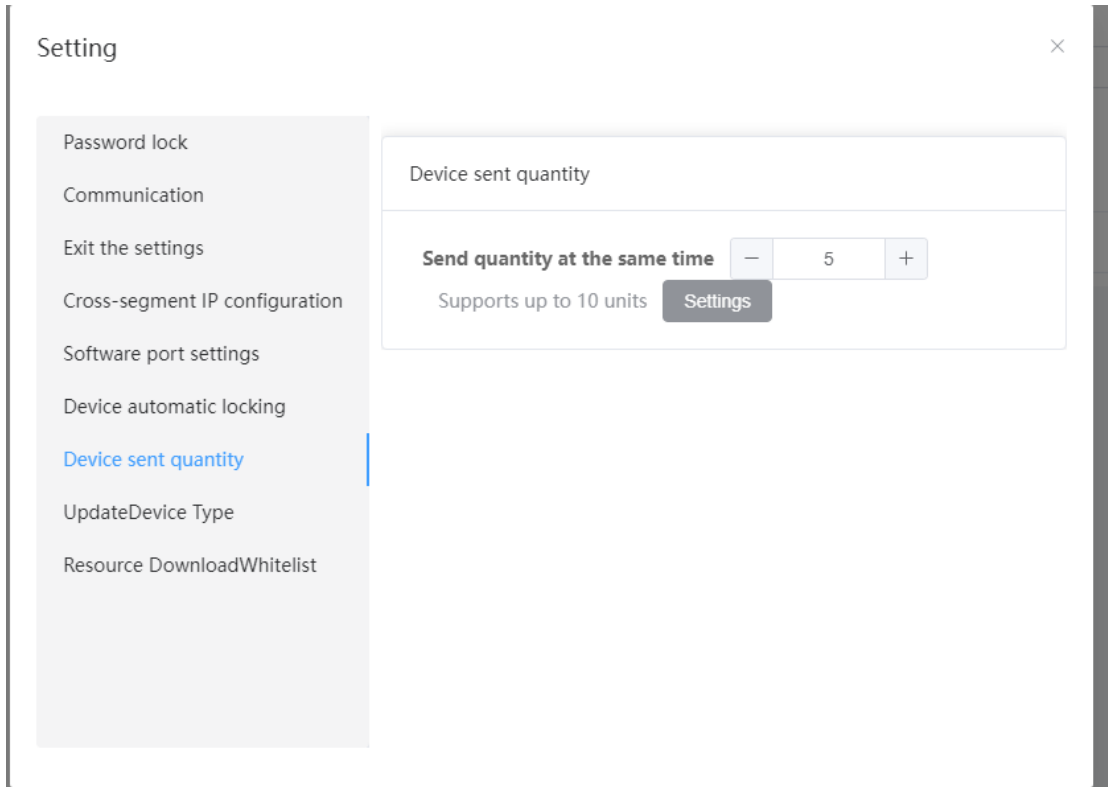 Setting
Password lock
Communication
Exit the settings
Cross-segment IP configuration
Software port settings
Device automatic locking
Device sent quantity
UpdateDevice Type
Resource DownloadWhitelist
Device sent quantity
Send quantity at the same time 5
Supports up to 10 units Settings